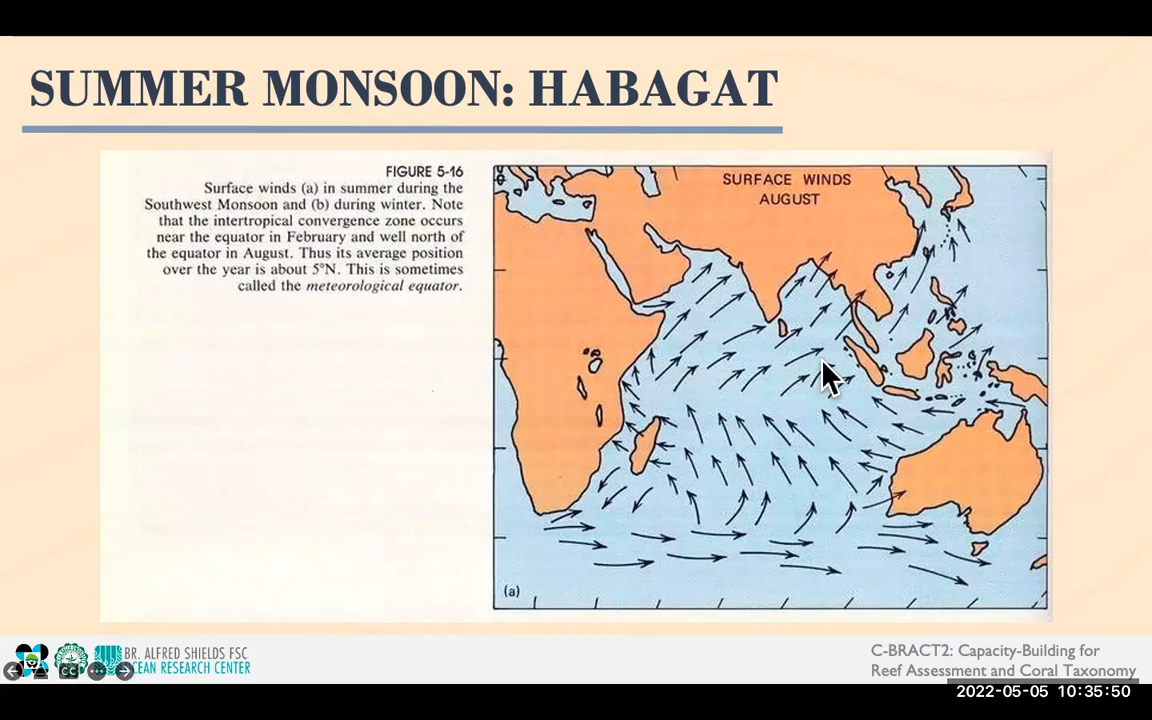 SUMMER MONSOON: HABAGAT
FIGURE 5-16
Surface winds (a) in summer during the
Southwest Monsoon and (b) during winter. Note
that the intertropical convergence zone occurs
near the equator in February and well north of
the equator in August. Thus its average position
over the year is about 5°N. This is sometimes
called the meteorological equator.
SURFACE WINDS
AUGUST
(a)
BR. ALFRED SHIELDS FSC
OCEAN RESEARCH CENTER
CC
C-BRACT2: Capacity-Building for
Reef Assessment and Coral Taxonomy
2022-05-05 10:35:50